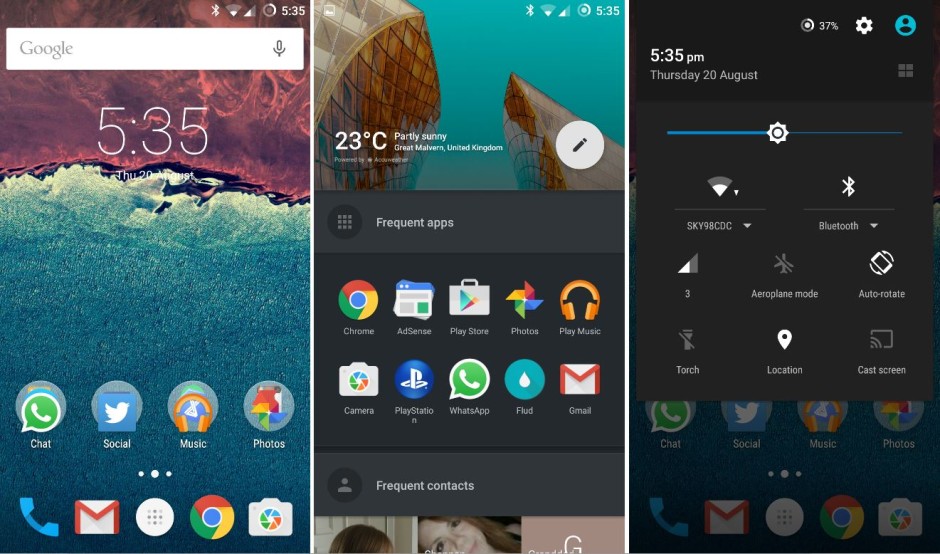 5:35
Google
5:35
Thu 20 August
Chat
Social
Music
Photos
5:35
23°C
Partly sunny
Great Malvern, United Kingdom
Powered by Accuweather
Frequent apps
Chrome
AdSense
Play Store
Photos
Play Music
Camera
PlayStatio
n
WhatsApp
Flud
Gmail
Frequent contacts
G
37%
5:35 pm
Thursday 20 August
SKY98CDC
Bluetooth
3
Aeroplane mode
Auto-rotate
Torch
Location
Cast screen
Chat
Social
Music
Photos